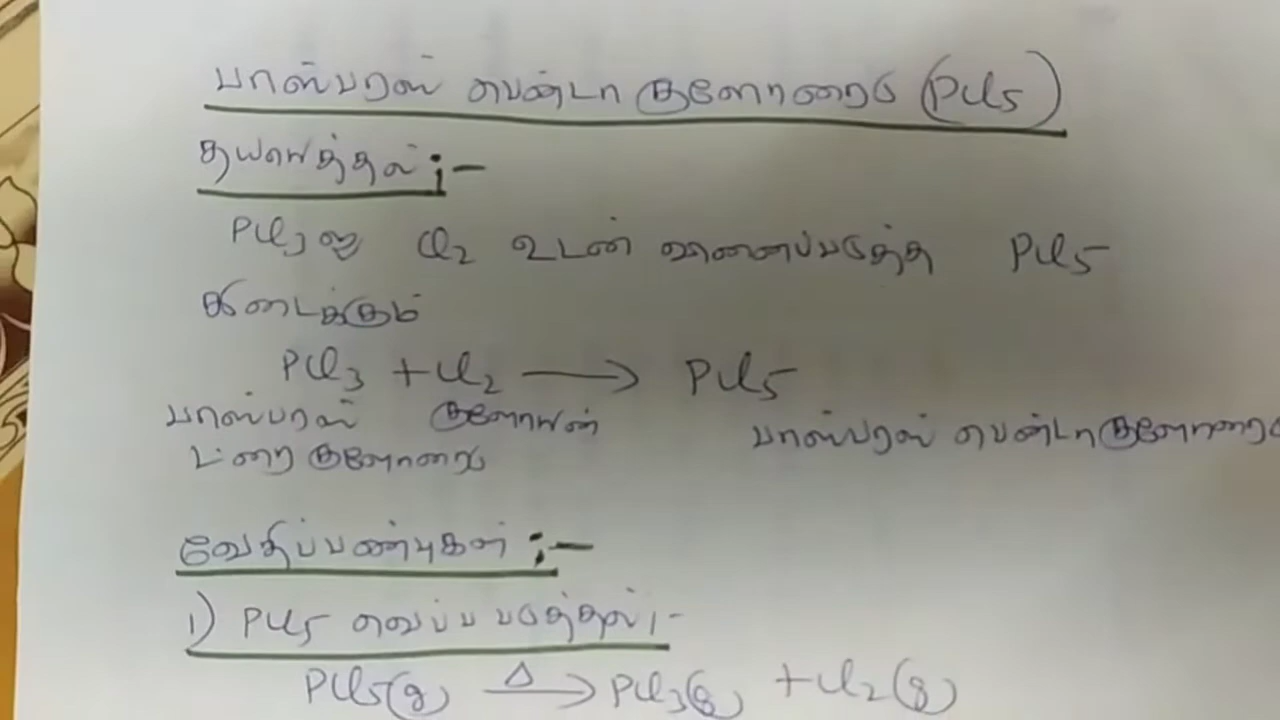 பாஸ்பரஸ் பென்டா குளோரைடு (PCl5)
தயாரித்தல் :-
PCl3 ஐ Cl2 உடன் வினைப்படுத்த PCl5
கிடைக்கும்
PCl3 + Cl2 ⟶ PCl5
பாஸ்பரஸ் குளோரின் பாஸ்பரஸ் பென்டாகுளோரைடு
ட்ரை குளோரைடு
வேதிப்பண்புகள் :-
1) PCl5 வெப்ப படுத்தல் :-
PCl5(g) Δ⟶ PCl3(g) + Cl2(g)